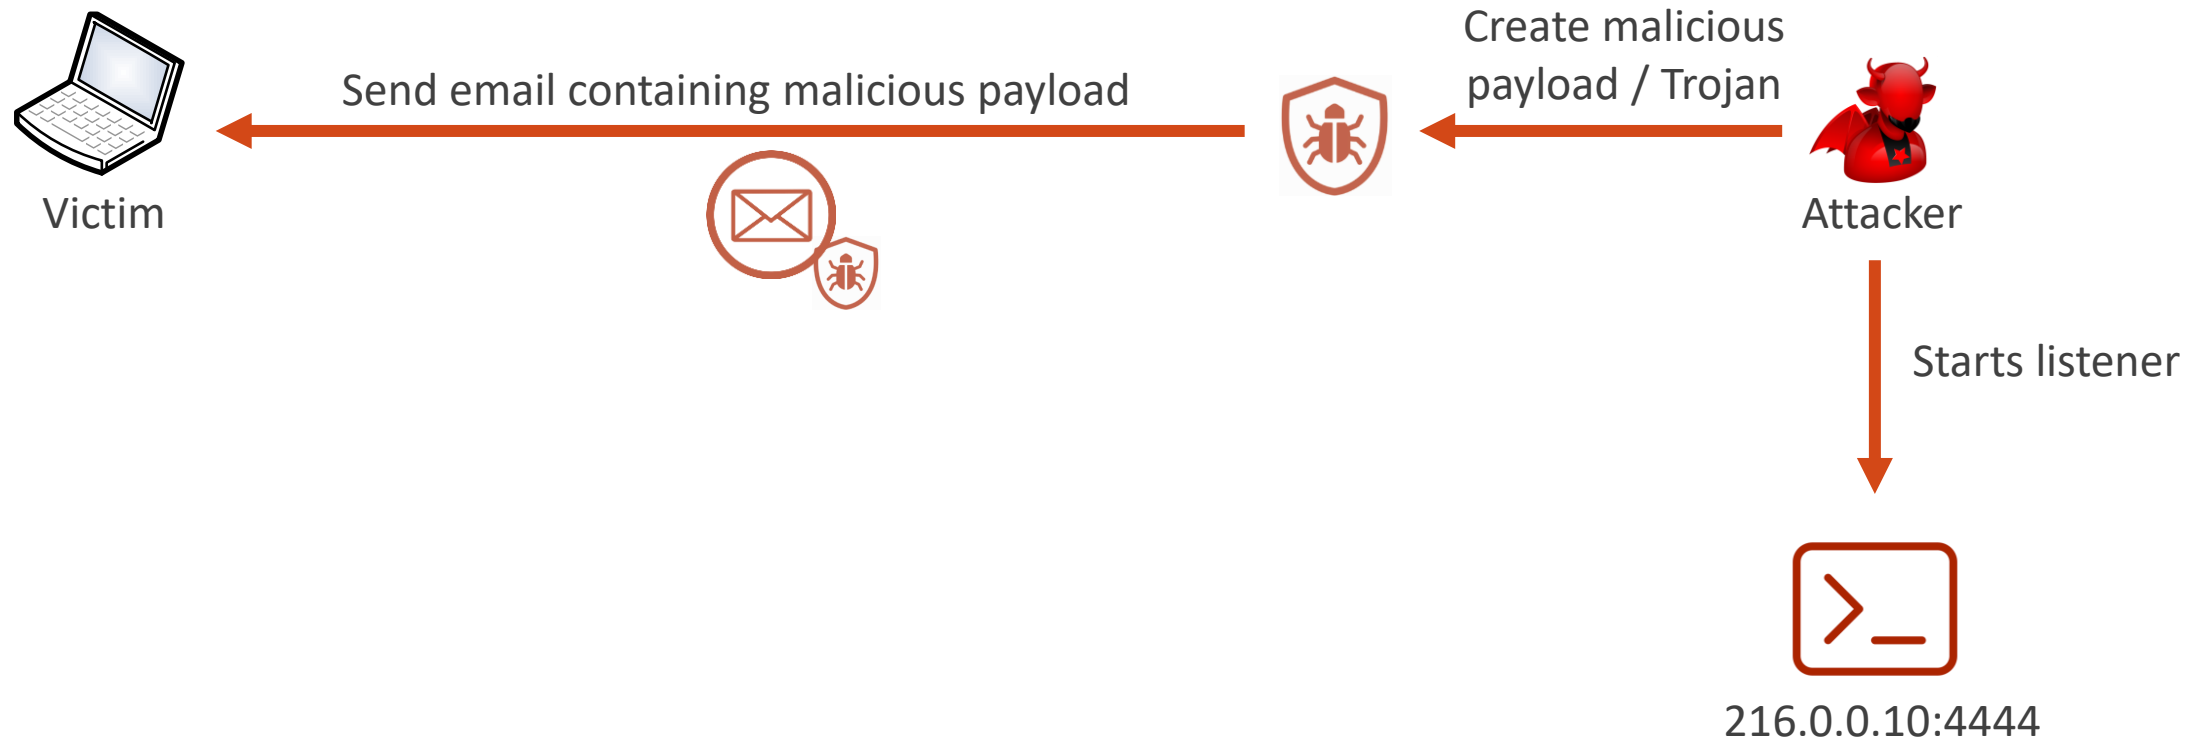 Create malicious
payload / Trojan
Send email containing malicious payload
Victim
Attacker
Starts listener
216.0.0.10:4444